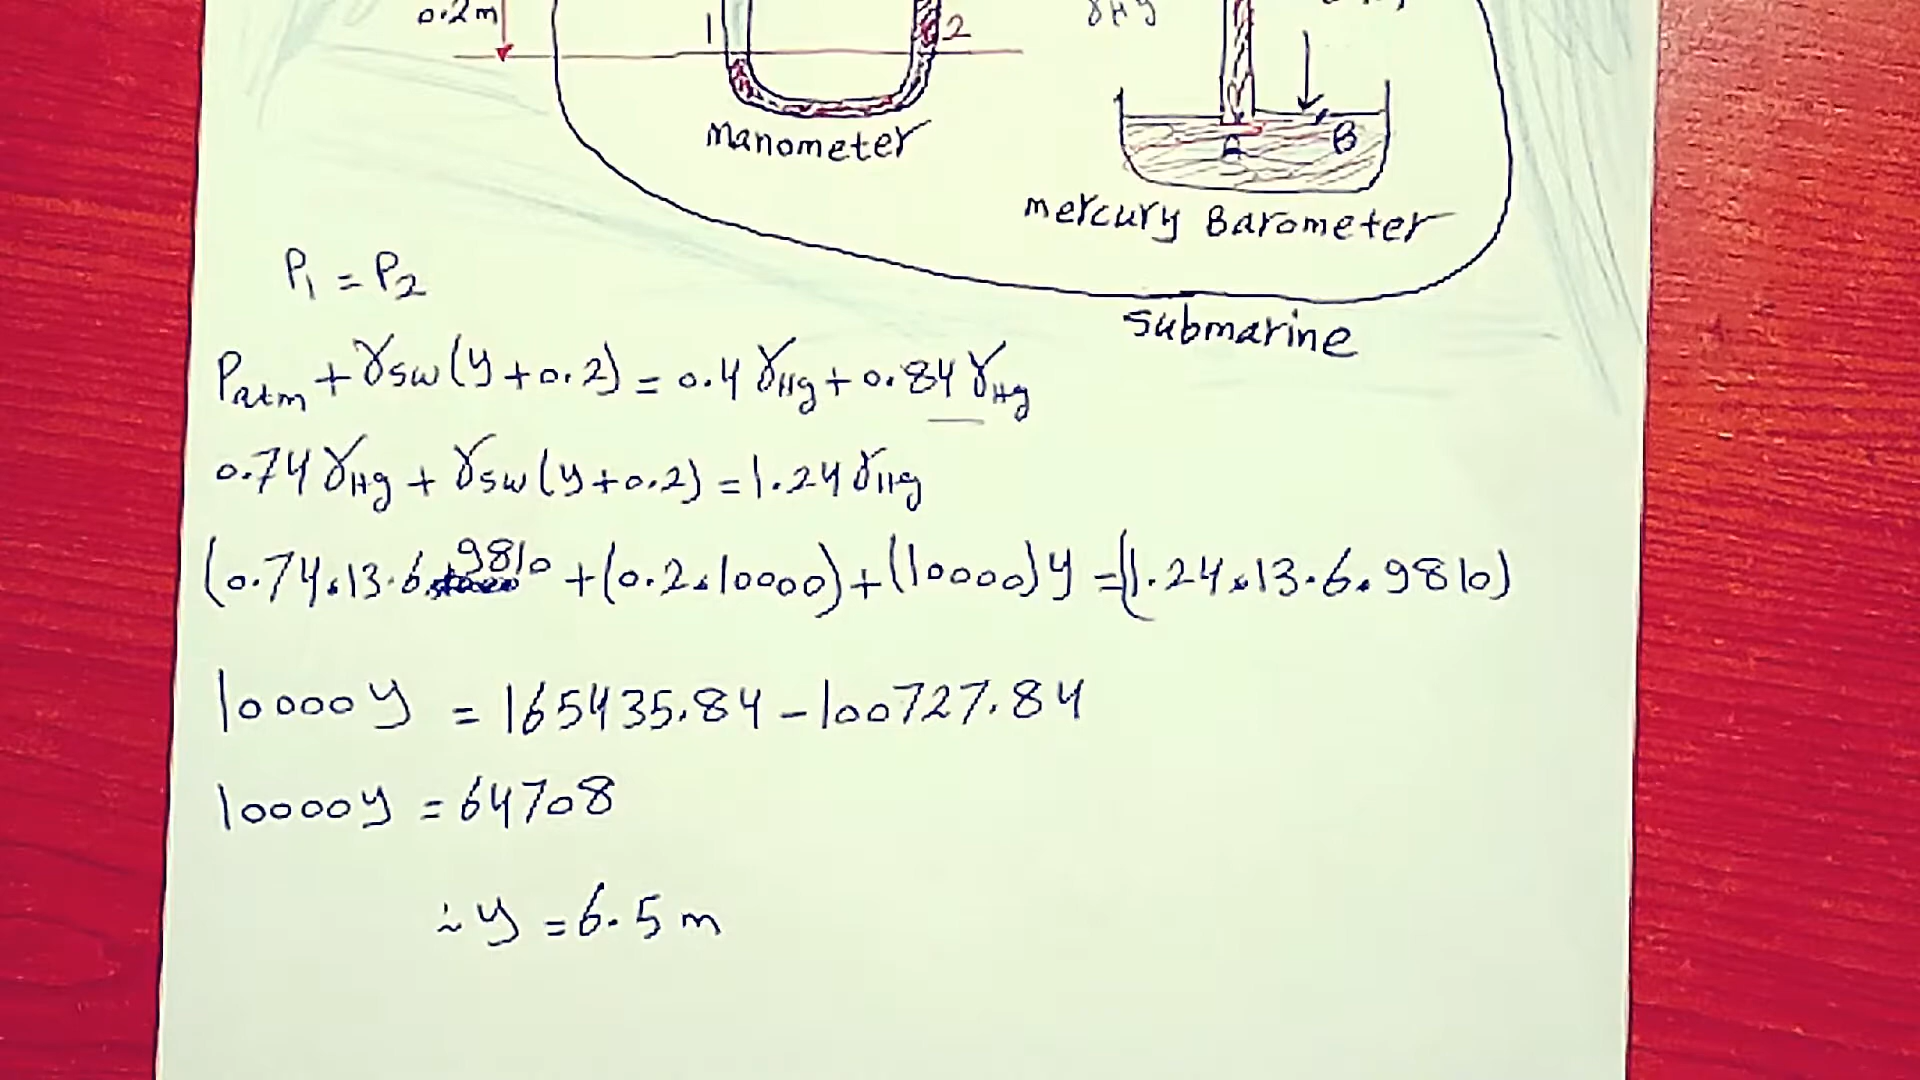 0.2m
1
2
γHg
A
B
manometer
mercury Barometer
submarine
P1 = P2
Patm + γsw(y+0.2) = 0.4 γHg + 0.84 γHg
0.74 γHg + γsw(y+0.2) = 1.24 γHg
(0.74.13.6.9810 + (0.2.10000) + (10000)y = (1.24.13.6.9810)
10000y = 165435.84 - 100727.84
10000y = 64708
∴ y = 6.5 m